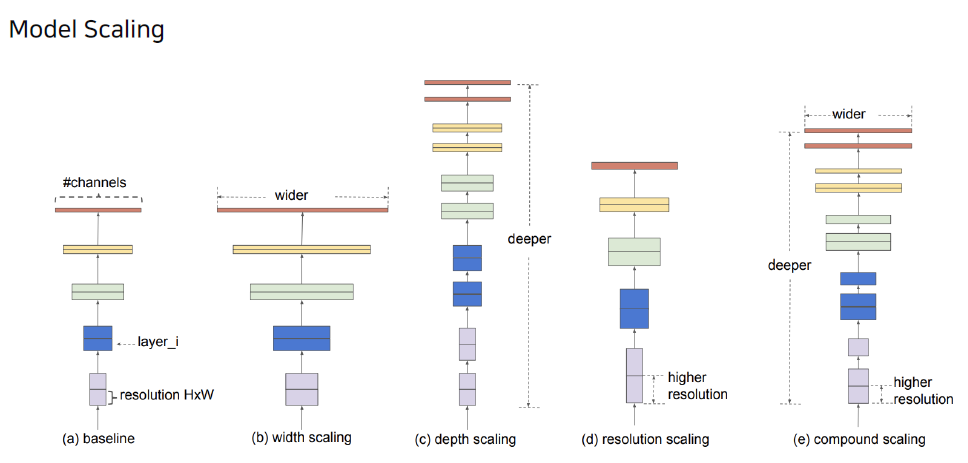 Model Scaling
#channels
wider
deeper
wider
deeper
layer_i
resolution HxW
higher
resolution
higher
resolution
(a) baseline
(b) width scaling
(c) depth scaling
(d) resolution scaling
(e) compound scaling